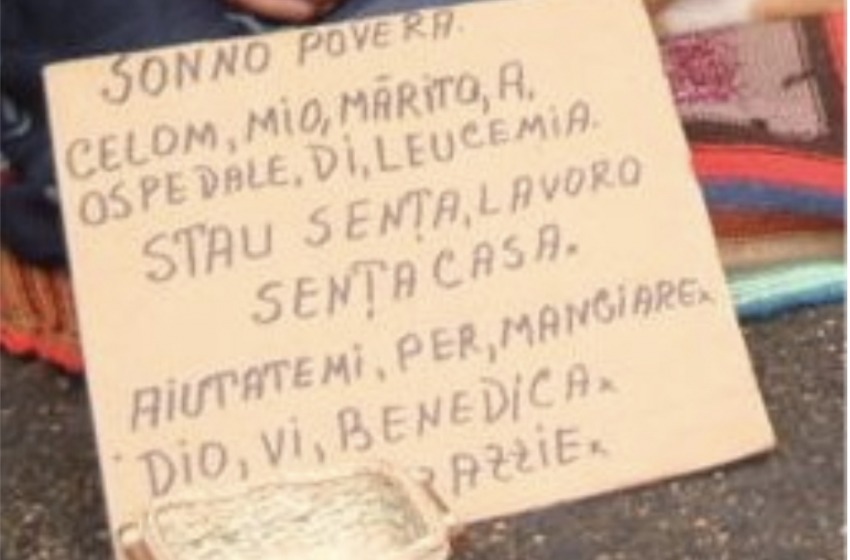 SONNO POVERA.
CELOM, MIO, MĂRITO, A.
OSPEDALE. DI, LEUCEMIA.
STAU SENȚA, LAVORO
SENȚA CASA.
AIUTATEMI, PER, MANGIARE.
DIO, VI, BENEDICA.
RAZZIE.